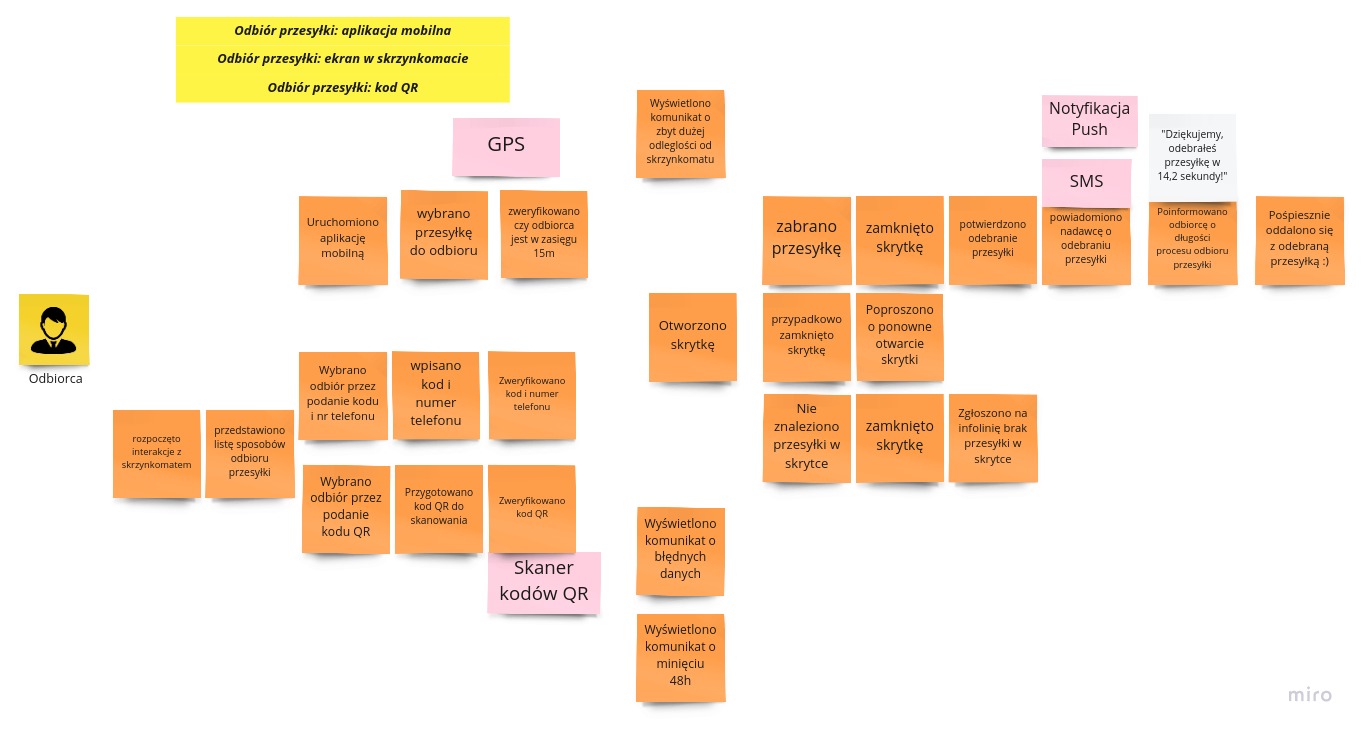 Odbiór przesyłki: aplikacja mobilna
Odbiór przesyłki: ekran w skrzynkomacie
Odbiór przesyłki: kod QR
GPS
Uruchomiono
aplikację
mobilną
wybrano
przesyłkę
do odbioru
zweryfikowano
czy odbiorca
jest w zasięgu
15m
Wyświetlono
komunikat o
zbyt dużej
odległości od
skrzynkomatu
Odbiorca
rozpoczęto
interakcje z
skrzynkomatem
przedstawiono
listę sposobów
odbioru
przesyłki
Wybrano
odbiór przez
podanie kodu
i nr telefonu
wpisano
kod i
numer
telefonu
Zweryfikowano
kod i numer
telefonu
Wybrano
odbiór przez
podanie
kodu QR
Przygotowano
kod QR do
skanowania
Zweryfikowano
kod QR
Skaner
kodów QR
Otworzono
skrytkę
Wyświetlono
komunikat o
błędnych
danych
Wyświetlono
komunikat o
minięciu
48h
zabrano
przesyłkę
zamknięto
skrytkę
potwierdzono
odebranie
przesyłki
Notyfikacja
Push
SMS
powiadomiono
nadawcę o
odebraniu
przesyłki
"Dziękujemy,
odebrałeś
przesyłkę w
14,2 sekundy!"
Poinformowano
odbiorcę o
długości
procesu odbioru
przesyłki
Pośpiesznie
oddalono się
z odebraną
przesyłką :)
przypadkowo
zamknięto
skrytkę
Poproszono
o ponowne
otwarcie
skrytki
Nie
znaleziono
przesyłki w
skrytce
zamknięto
skrytkę
Zgłoszono na
infolinię brak
przesyłki w
skrytce
miro